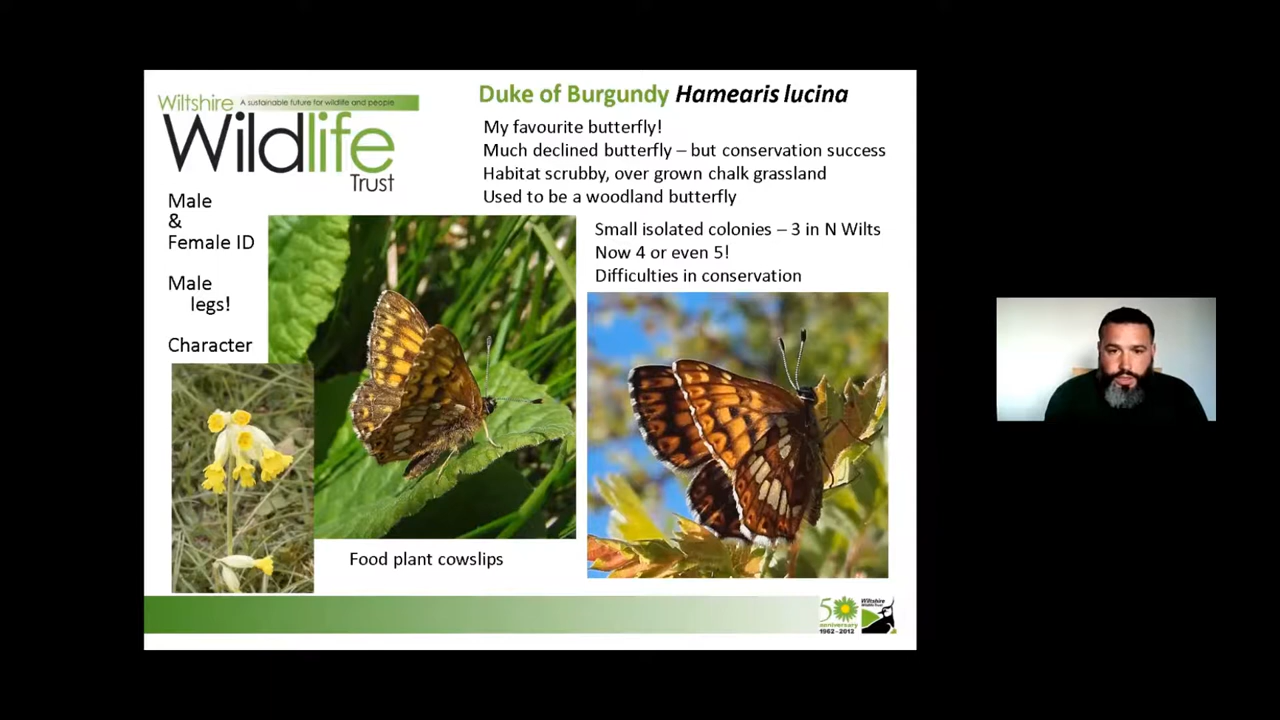 Wiltshire
A sustainable future for wildlife and people
Wildlife
Trust
Duke of Burgundy Hamearis lucina
My favourite butterfly!
Much declined butterfly – but conservation success
Habitat scrubby, over grown chalk grassland
Used to be a woodland butterfly
Small isolated colonies – 3 in N Wilts
Now 4 or even 5!
Difficulties in conservation
Male
&
Female ID
Male
legs!
Character
Food plant cowslips
50
anniversary
1962 - 2012
Wiltshire
Wildlife Trust